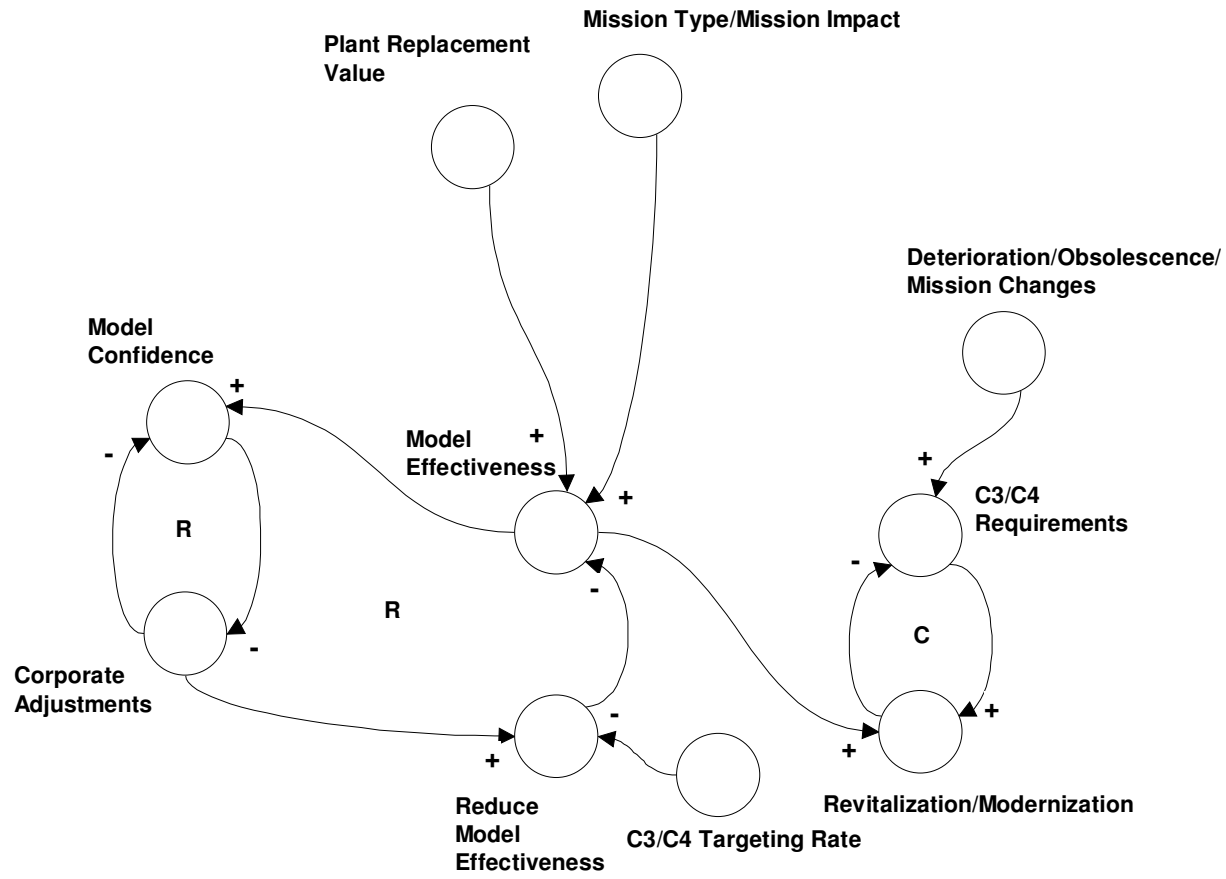 Mission Type/Mission Impact
Plant Replacement
Value
Deterioration/Obsolescence/
Mission Changes
Model
Confidence
+
-
R
-
Model
Effectiveness
+
+
-
R
+
C3/C4
Requirements
-
C
+
+
Corporate
Adjustments
+
-
Reduce
Model
Effectiveness
C3/C4 Targeting Rate
Revitalization/Modernization